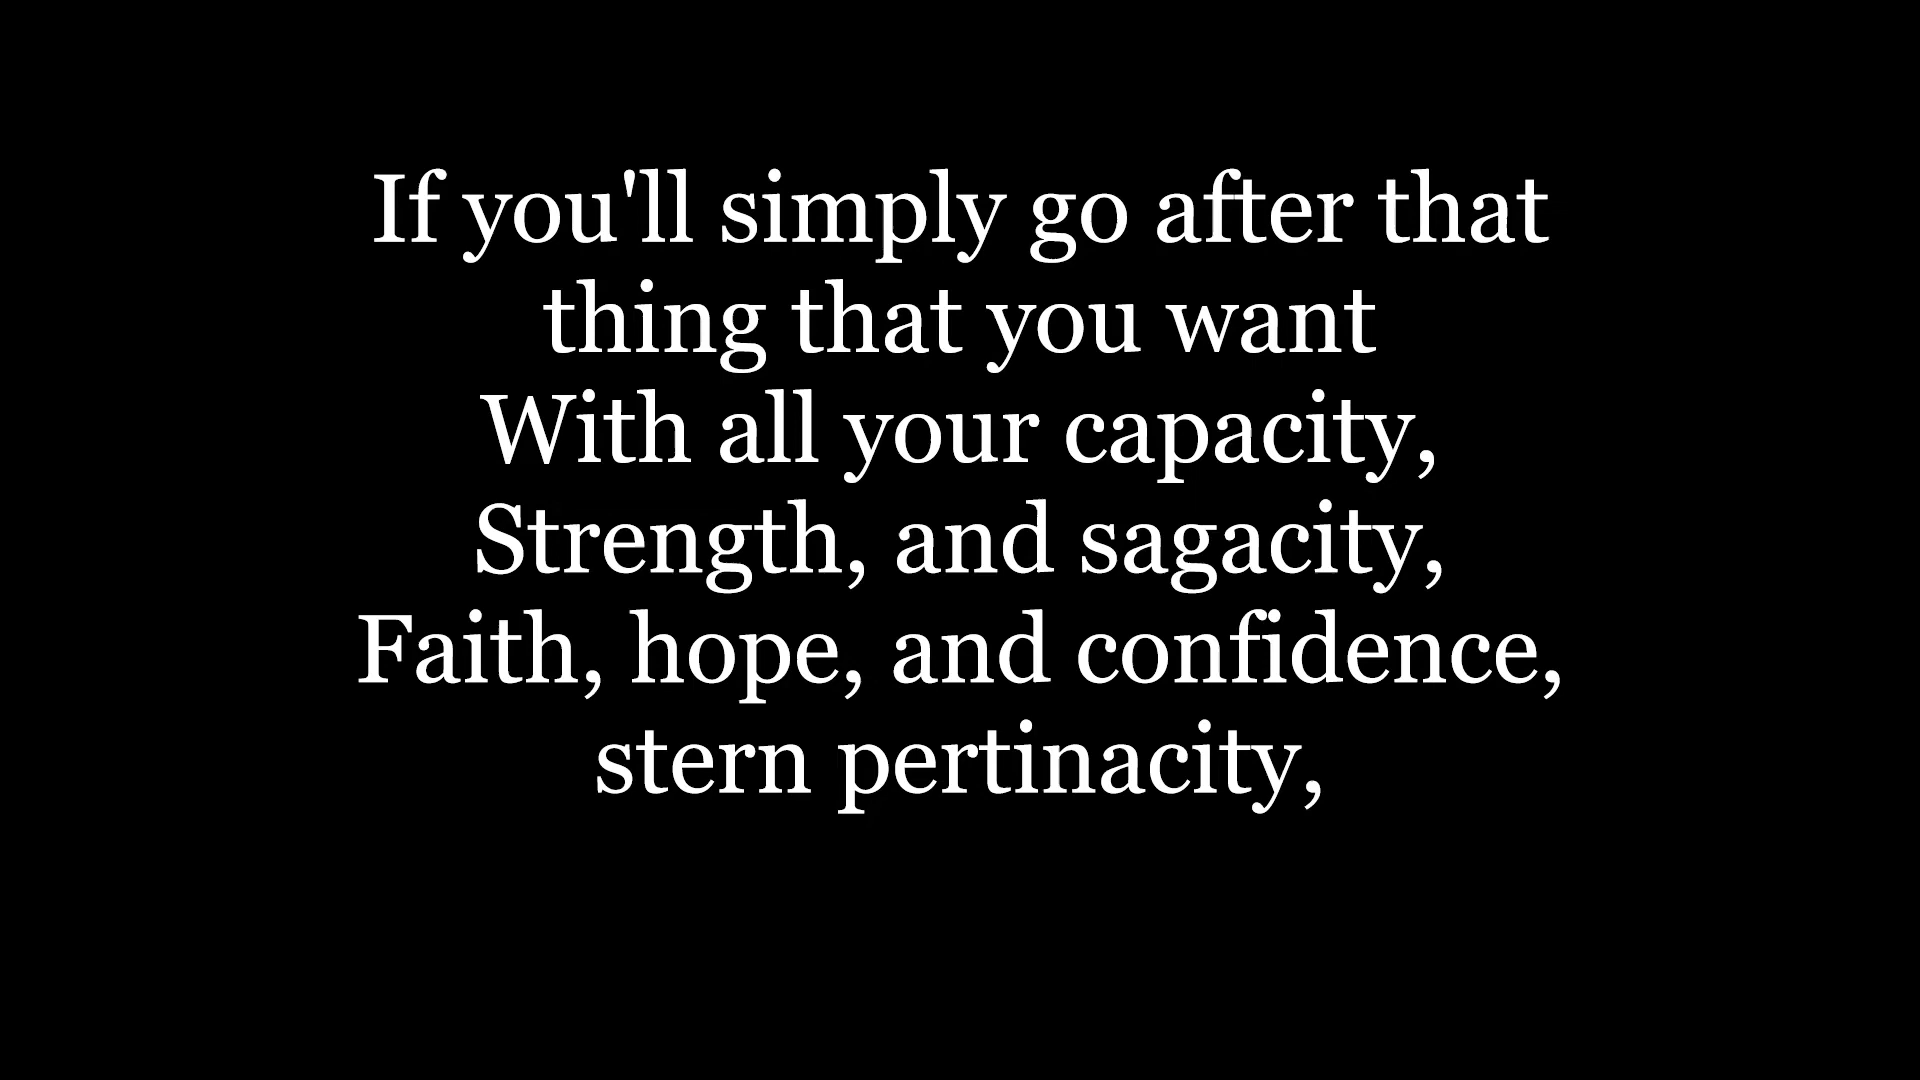 If you'll simply go after that
thing that you want
With all your capacity,
Strength, and sagacity,
Faith, hope, and confidence,
stern pertinacity,